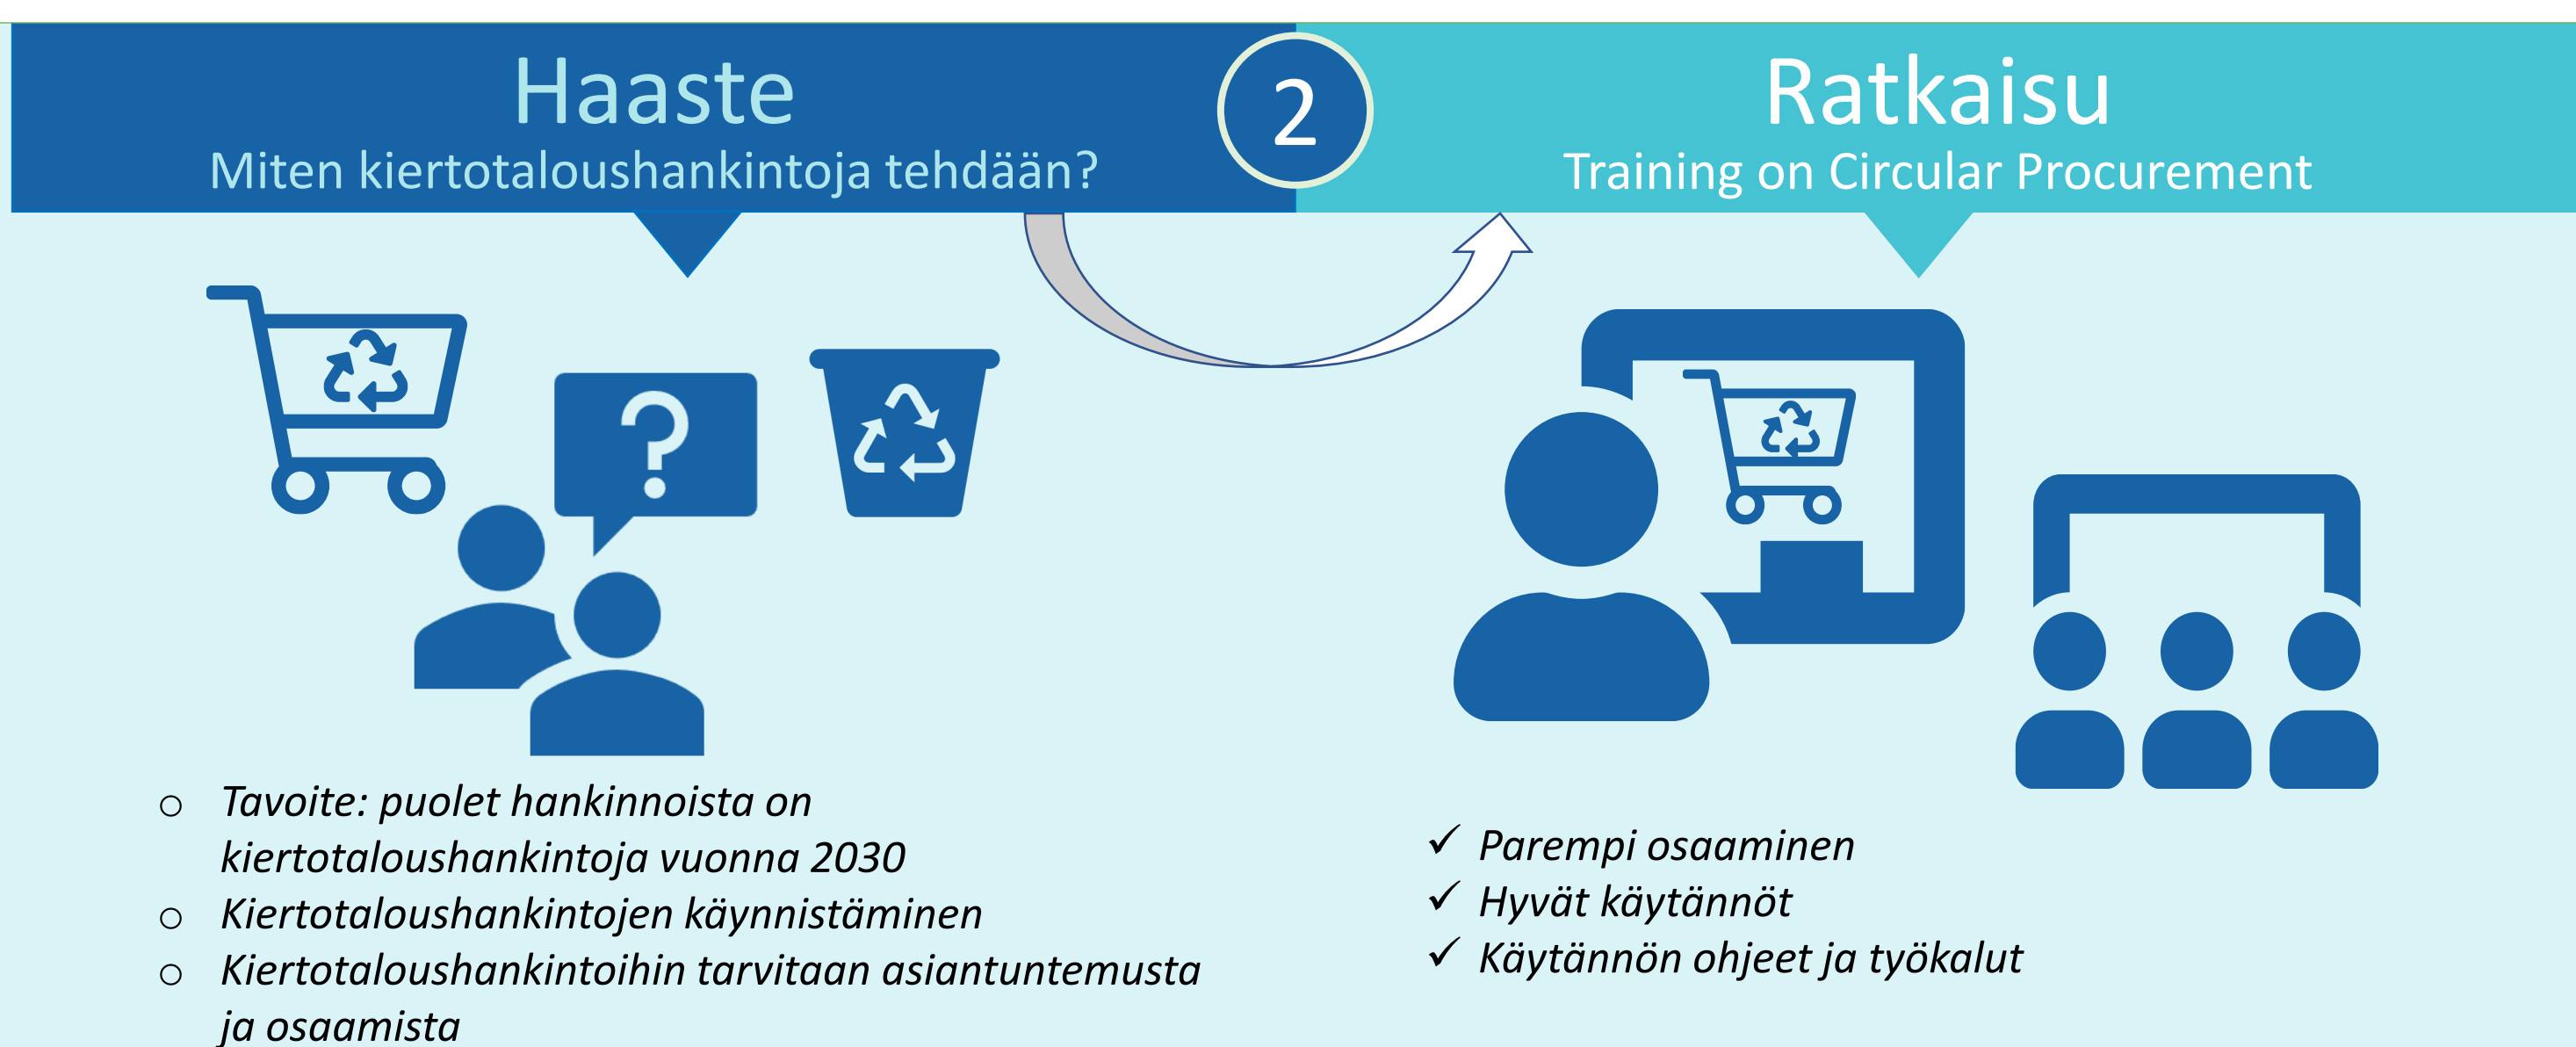 Haaste
Miten kiertotaloushankintoja tehdään?
2
Ratkaisu
Training on Circular Procurement
?
o Tavoite: puolet hankinnoista on
kiertotaloushankintoja vuonna 2030
o Kiertotaloushankintojen käynnistäminen
o Kiertotaloushankintoihin tarvitaan asiantuntemusta
ja osaamista
✓ Parempi osaaminen
✓ Hyvät käytännöt
✓ Käytännön ohjeet ja työkalut